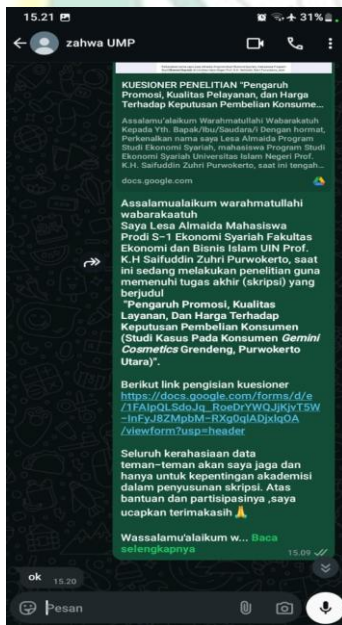 15.21
31%
zahwa UMP
KUESIONER PENELITIAN "Pengaruh
Promosi, Kualitas Pelayanan, dan Harga
Terhadap Keputusan Pembelian Konsume...
Assalamu'alaikum Warahmatullahi Wabarakatuh
Kepada Yth. Bapak/Ibu/Saudara/i Dengan hormat,
Perkenalkan nama saya Lesa Almaida Program
Studi Ekonomi Syariah, mahasiswa Program Studi
Ekonomi Syariah Universitas Islam Negeri Prof.
K.H. Saifuddin Zuhri Purwokerto, saat ini tengah...
docs.google.com
Assalamualaikum warahmatullahi
wabarakaatuh
Saya Lesa Almaida Mahasiswa
Prodi S-1 Ekonomi Syariah Fakultas
Ekonomi dan Bisnis Islam UIN Prof.
K.H Saifuddin Zuhri Purwokerto, saat
ini sedang melakukan penelitian guna
memenuhi tugas akhir (skripsi) yang
berjudul
"Pengaruh Promosi, Kualitas
Layanan, Dan Harga Terhadap
Keputusan Pembelian Konsumen
(Studi Kasus Pada Konsumen Gemini
Cosmetics Grendeng, Purwokerto
Utara)".
Berikut link pengisian kuesioner
https://docs.google.com/forms/d/e
/1FAIpQLSdoJq_RoeDrYWQJjKjvT5W
-InFyJ8ZMpbM-RXg0qlADjxlqOA
/viewform?usp=header
Seluruh kerahasiaan data
teman-teman akan saya jaga dan
hanya untuk kepentingan akademisi
dalam penyusunan skripsi. Atas
bantuan dan partisipasinya ,saya
ucapkan terimakasih 🙏
Wassalamu'alaikum w... Baca
selengkapnya
15.09
ok 15.20
Pesan